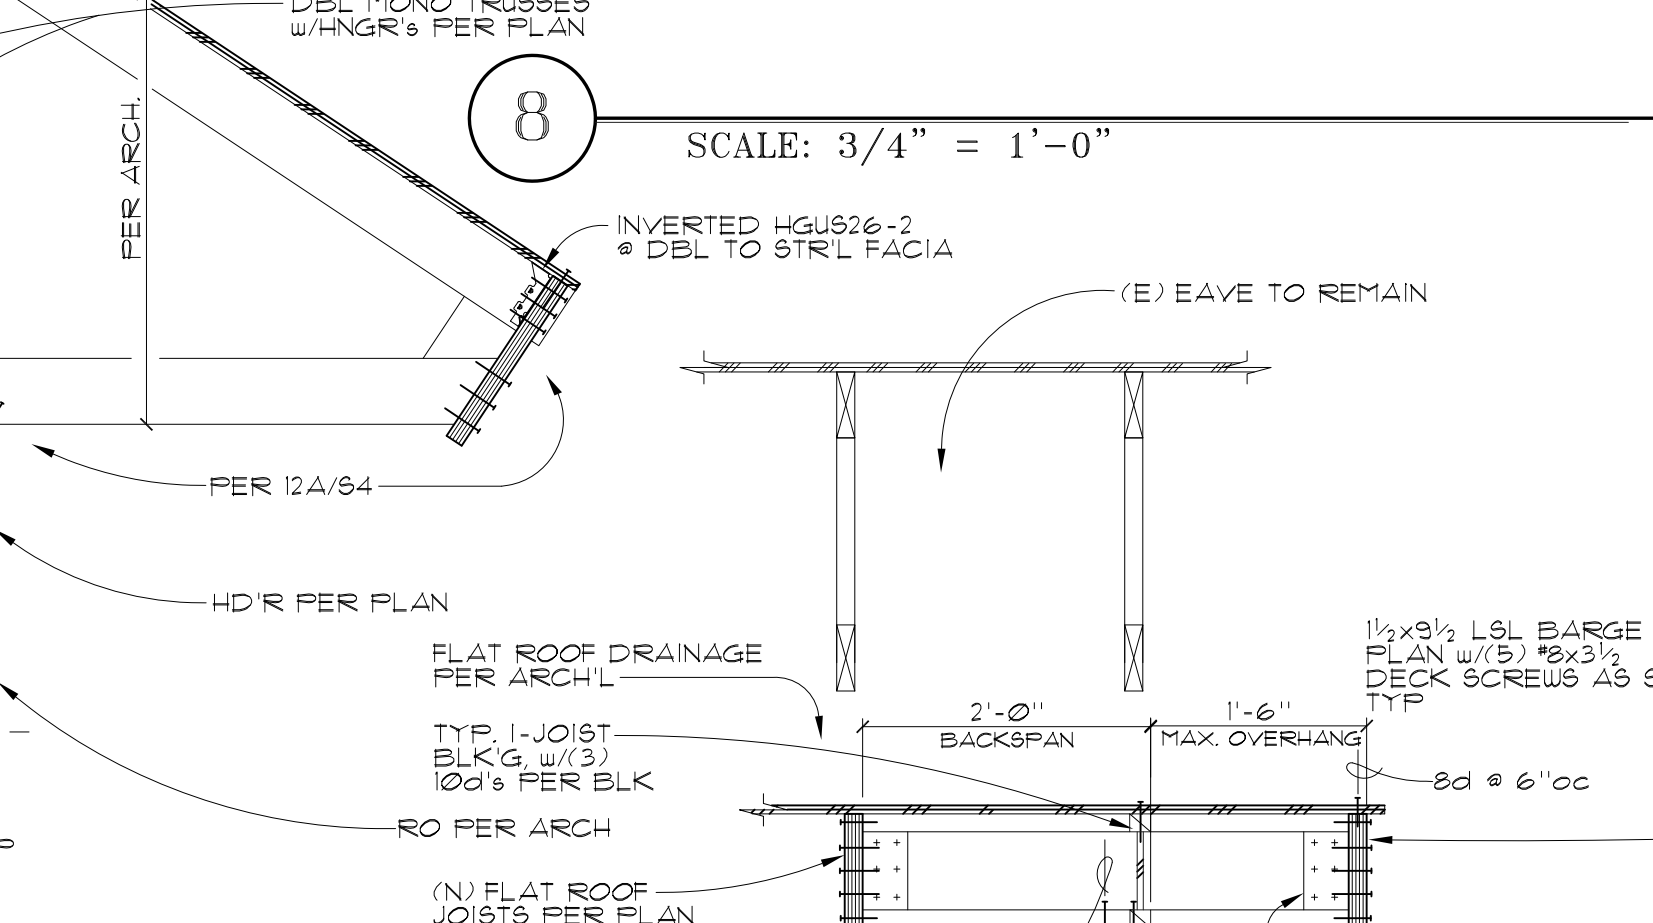 DBL MONO TRUSSES
w/HNGR's PER PLAN
8
SCALE: 3/4" = 1'-0"
PER ARCH.
INVERTED HGUS26-2
@ DBL TO STR'L FACIA
(E) EAVE TO REMAIN
PER 12A/S4
HD'R PER PLAN
FLAT ROOF DRAINAGE
PER ARCH'L
1½x9½ LSL BARGE
PLAN w/(5) #8x3½
DECK SCREWS AS
TYP
2'-0"
BACKSPAN
1'-6"
MAX. OVERHANG
TYP. I-JOIST
BLK'G, w/(3)
10d's PER BLK
8d @ 6"oc
RO PER ARCH
(N) FLAT ROOF
JOISTS PER PLAN